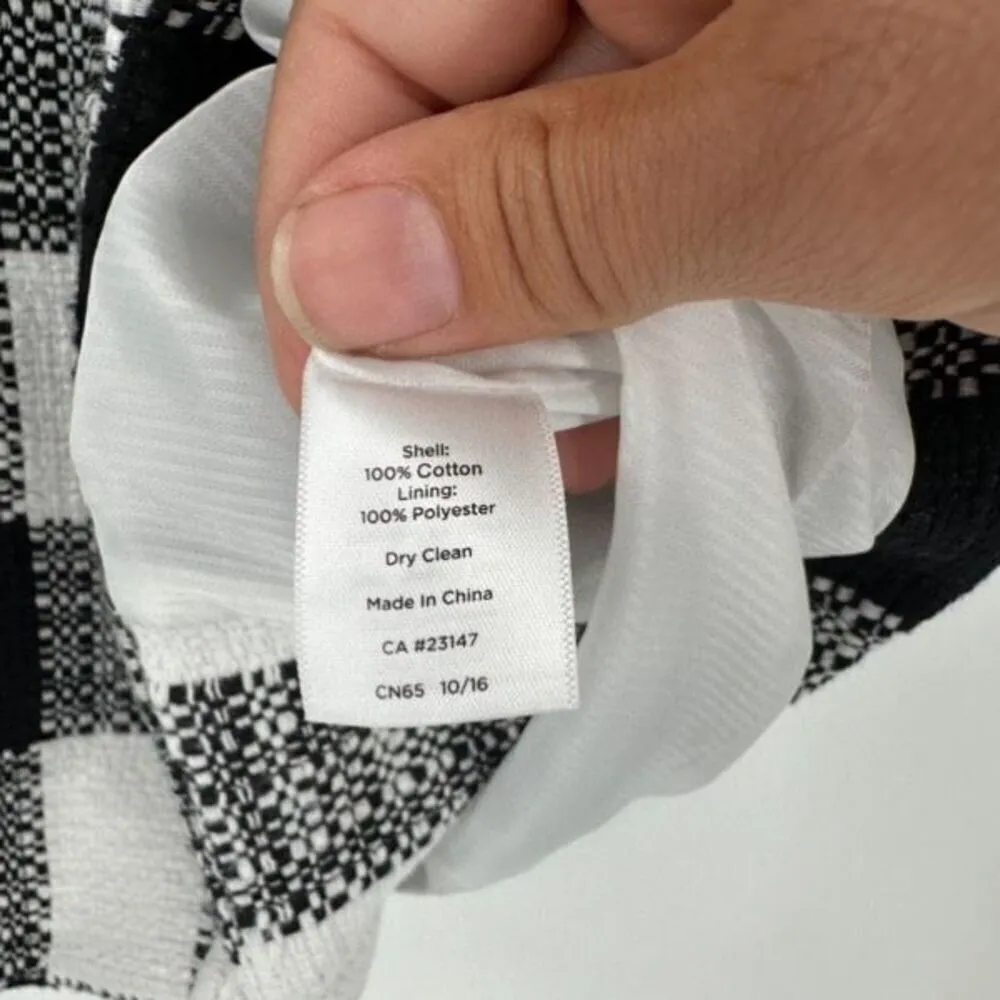 Shell:
100% Cotton
Lining:
100% Polyester
Dry Clean
Made In China
CA #23147
CN65 10/16